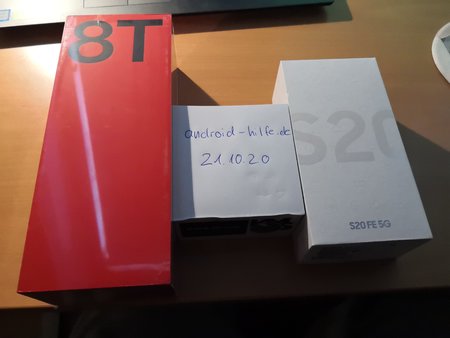 8T
android-hilfe.de
21.10.20
S20
S20 FE 5G